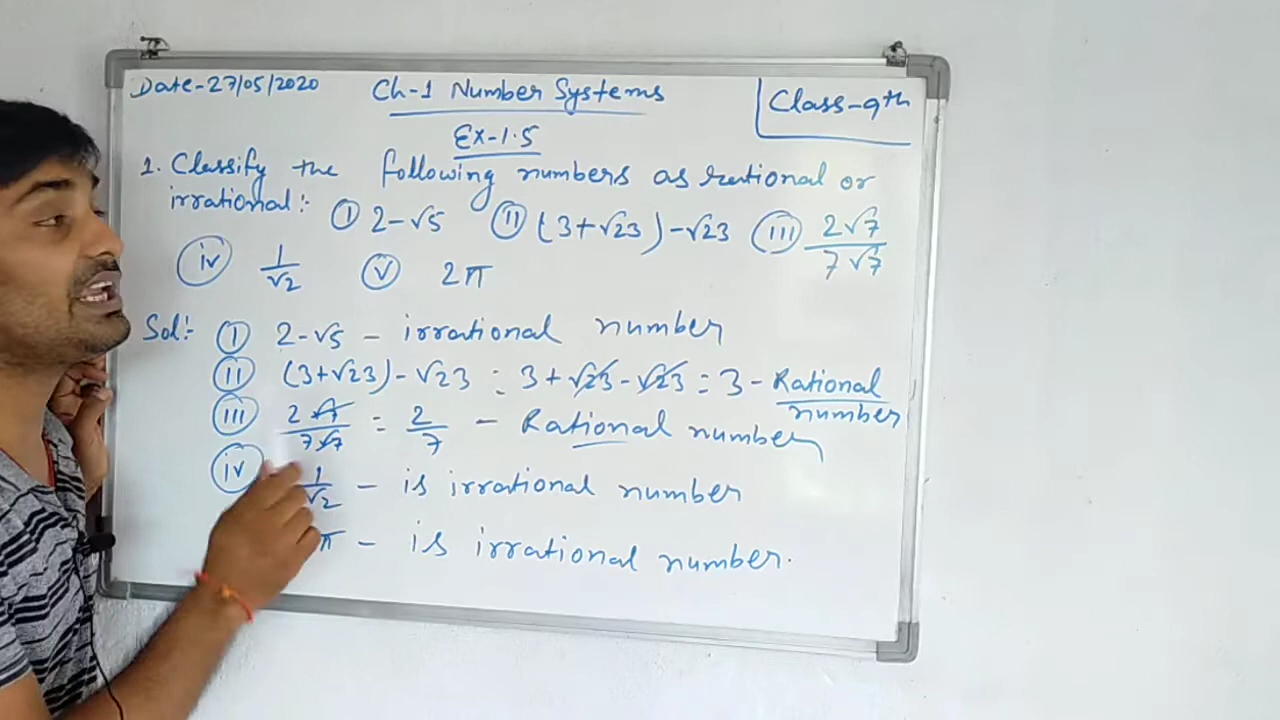 Date-27/05/2020 Ch-1 Number Systems Class-9th
Ex-1.5
1. Classify the following numbers as rational or
irrational:- (i) 2-√5 (ii) (3+√23)-√23 (iii) 2√7/7√7
(iv) 1/√2 (v) 2π
Sol:- (i) 2-√5 - irrational number
(ii) (3+√23)-√23 = 3+√23-√23 = 3 - Rational number
(iii) 2√7/7√7 = 2/7 - Rational number
(iv) 1/√2 - is irrational number
π - is irrational number.